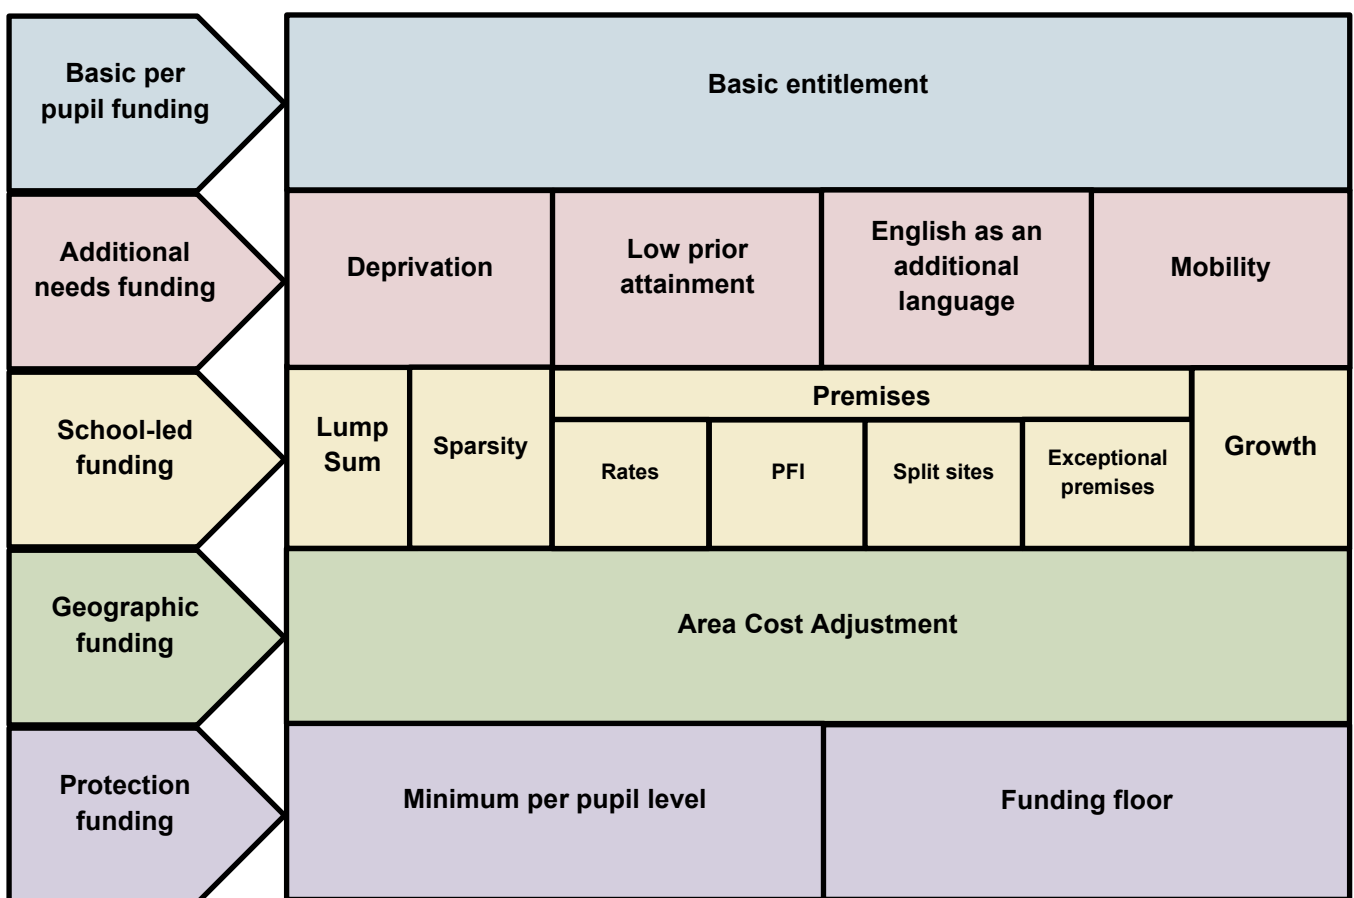 Basic per
pupil funding
Basic entitlement
Additional
needs funding
Deprivation
Low prior
attainment
English as an
additional
language
Mobility
School-led
funding
Lump
Sum
Sparsity
Premises
Rates
PFI
Split sites
Exceptional
premises
Growth
Geographic
funding
Area Cost Adjustment
Protection
funding
Minimum per pupil level
Funding floor